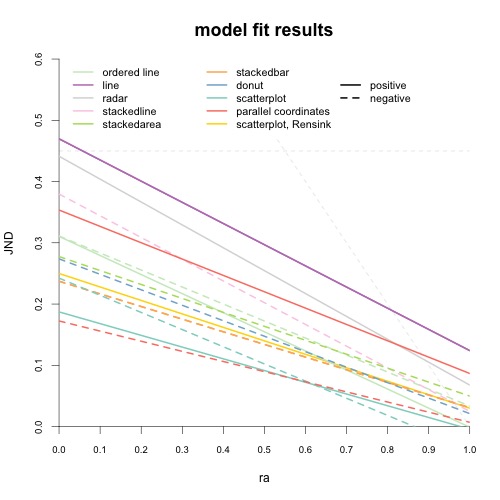 model fit results
0.6
0.5
0.4
0.3
0.2
0.1
0.0
JND
ordered line
line
radar
stackedline
stackedarea
stackedbar
donut
scatterplot
parallel coordinates
scatterplot, Rensink
positive
negative
0.0 0.1 0.2 0.3 0.4 0.5 0.6 0.7 0.8 0.9 1.0
ra